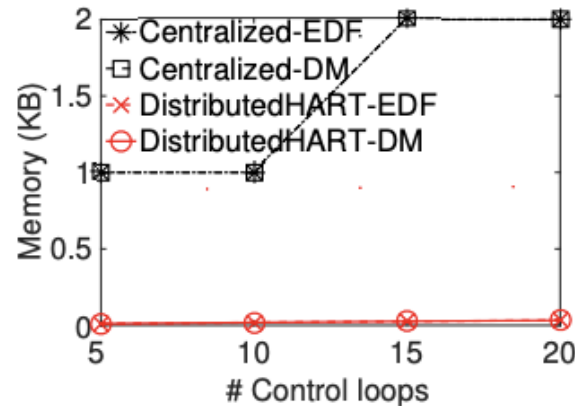 2
Centralized-EDF
Centralized-DM
1.5
DistributedHART-EDF
DistributedHART-DM
1
0.5
0
Memory (KB)
5 10 15 20
# Control loops